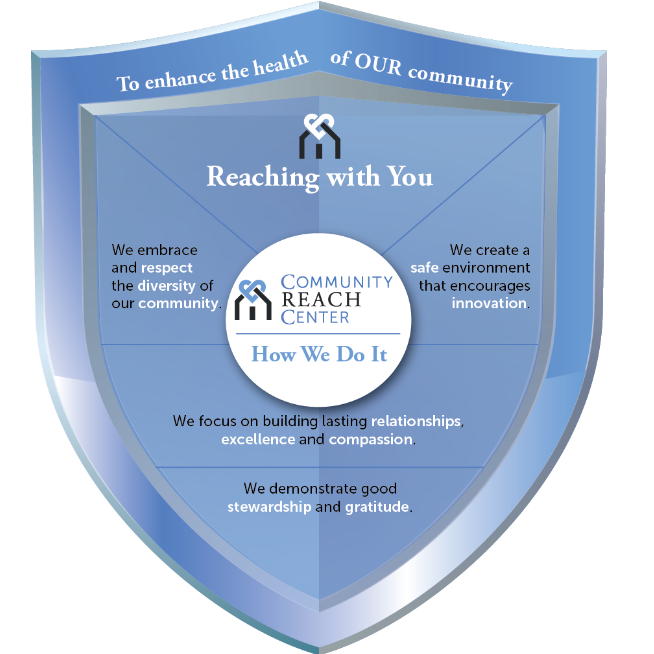 To enhance the health of OUR community
Reaching with You
We embrace
and respect
the diversity of
our community.
We create a
safe environment
that encourages
innovation.
COMMUNITY
REACH
CENTER
How We Do It
We focus on building lasting relationships,
excellence and compassion.
We demonstrate good
stewardship and gratitude.